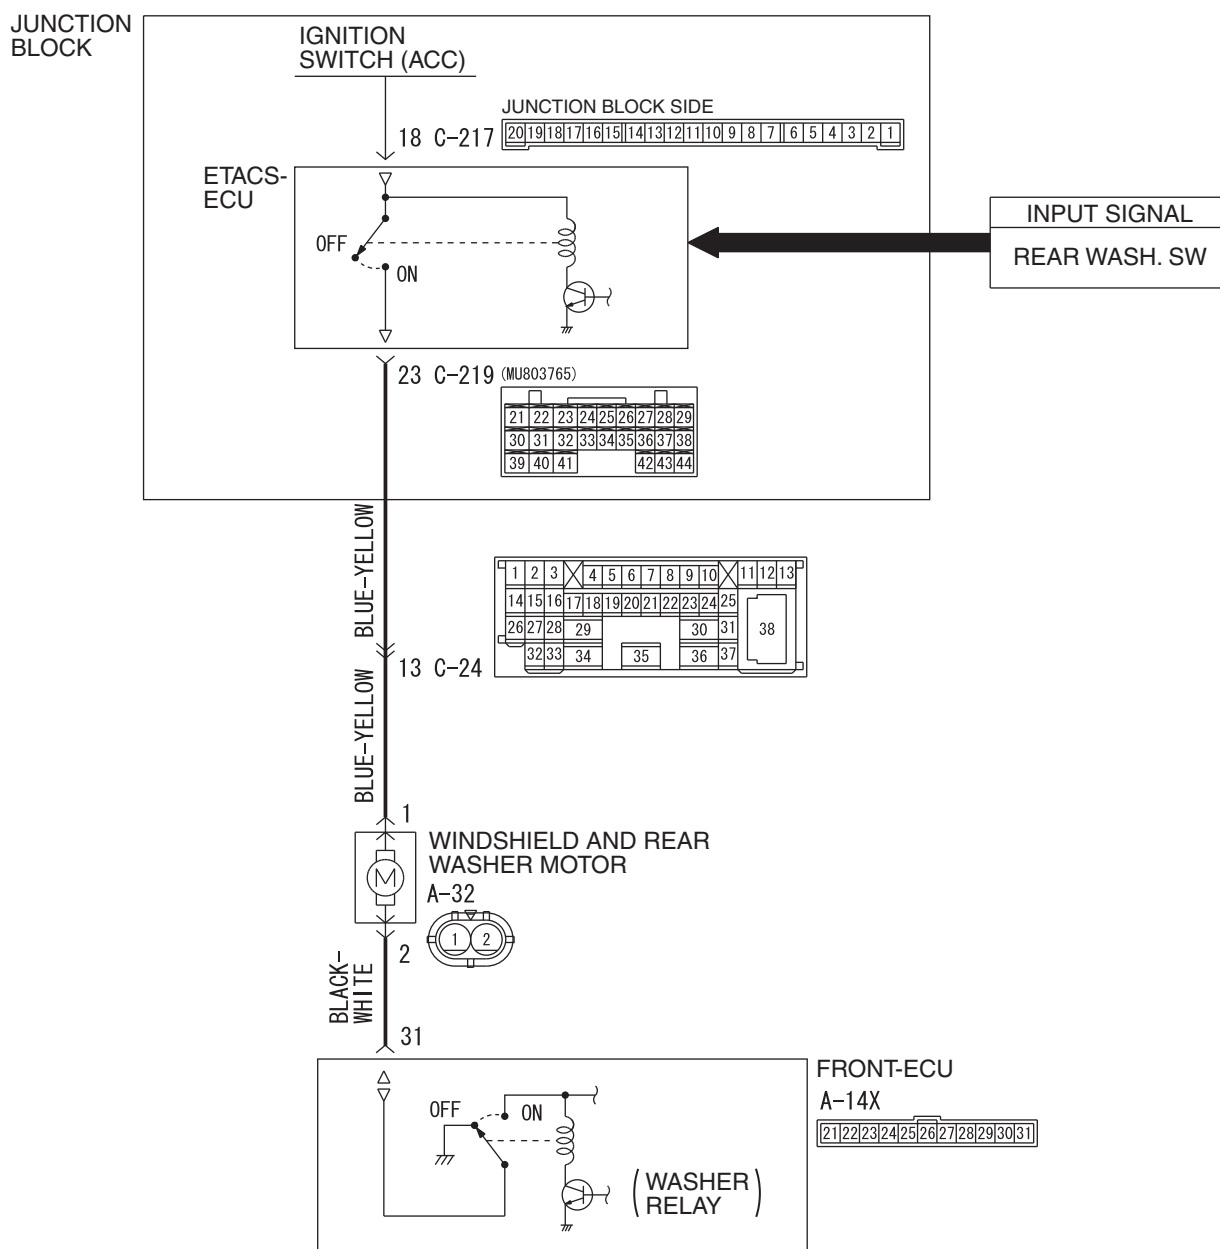 JUNCTION
BLOCK
IGNITION
SWITCH (ACC)
JUNCTION BLOCK SIDE
18 C-217
20 19 18 17 16 15 14 13 12 11 10 9 8 7 6 5 4 3 2 1
ETACS-
ECU
OFF
ON
INPUT SIGNAL
REAR WASH. SW
23 C-219 (MU803765)
21 22 23 24 25 26 27 28 29
30 31 32 33 34 35 36 37 38
39 40 41 42 43 44
BLUE-YELLOW
1 2 3 4 5 6 7 8 9 10 11 12 13
14 15 16 17 18 19 20 21 22 23 24 25
26 27 28 29 30 31 38
32 33 34 35 36 37
13 C-24
BLUE-YELLOW
1
WINDSHIELD AND REAR
WASHER MOTOR
M
A-32
1 2
2
BLACK-
WHITE
31
FRONT-ECU
A-14X
21 22 23 24 25 26 27 28 29 30 31
OFF
ON
(WASHER
RELAY)